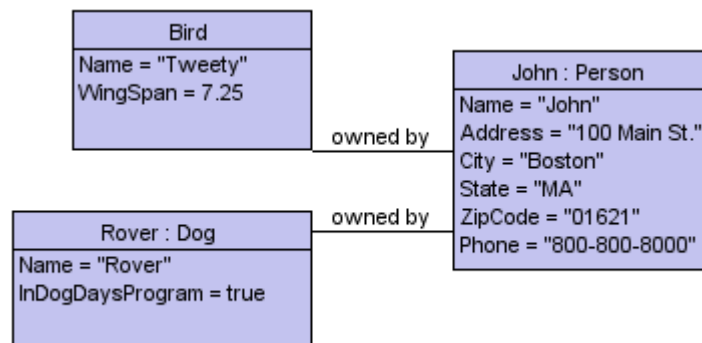 Bird
Name = "Tweety"
WingSpan = 7.25
owned by
John : Person
Name = "John"
Address = "100 Main St."
City = "Boston"
State = "MA"
ZipCode = "01621"
Phone = "800-800-8000"
owned by
Rover : Dog
Name = "Rover"
InDogDaysProgram = true